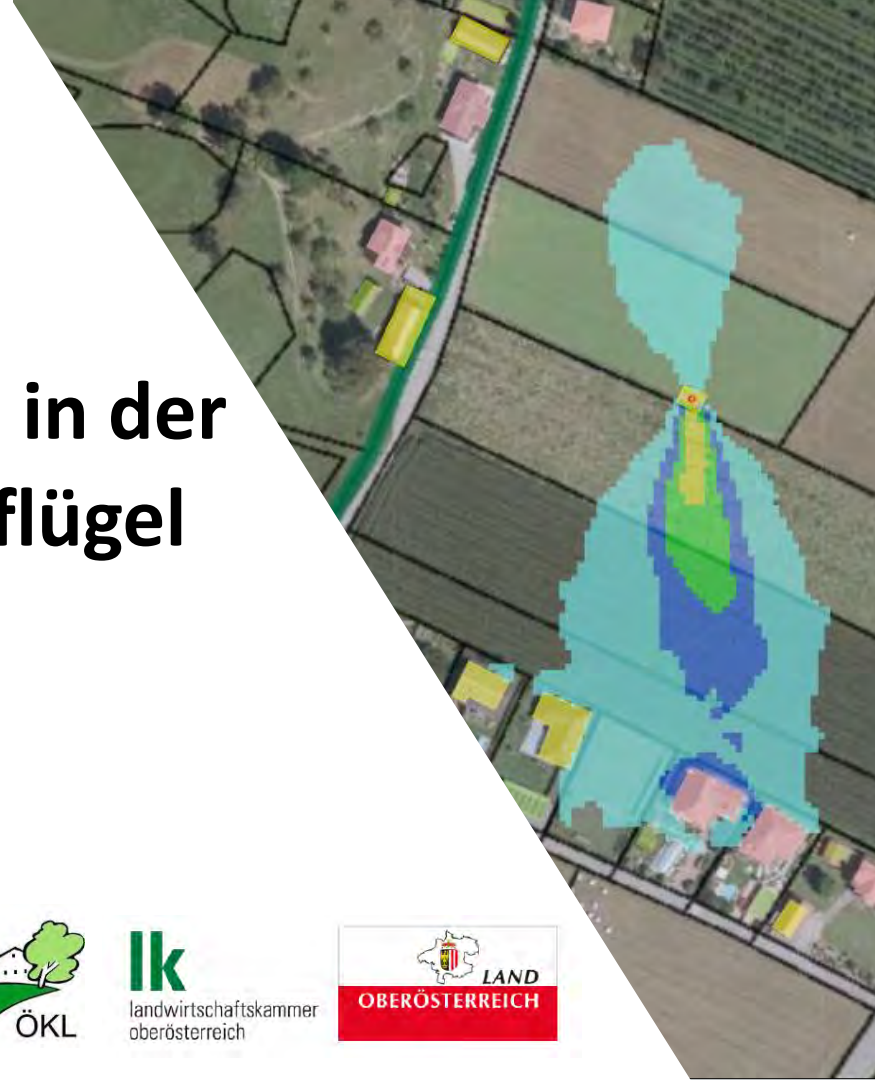 in der
flügel
ÖKL
lk
landwirtschaftskammer
oberösterreich
LAND
OBERÖSTERREICH